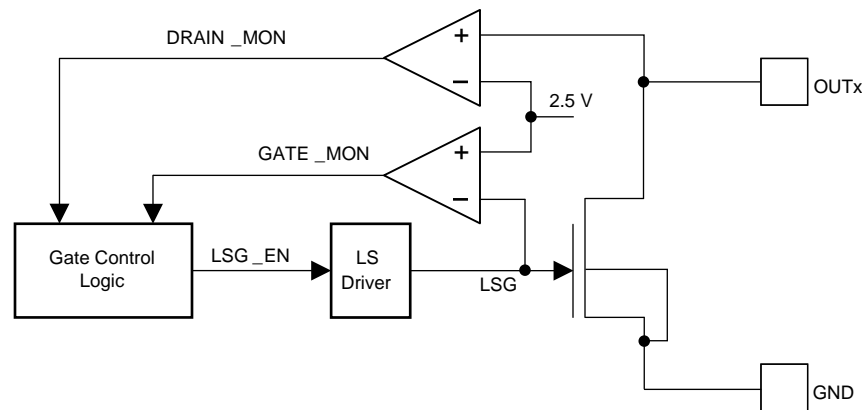 DRAIN _MON
+
−
OUTx
2.5 V
GATE _MON
+
−
Gate Control
Logic
LSG _EN
LS
Driver
LSG
GND